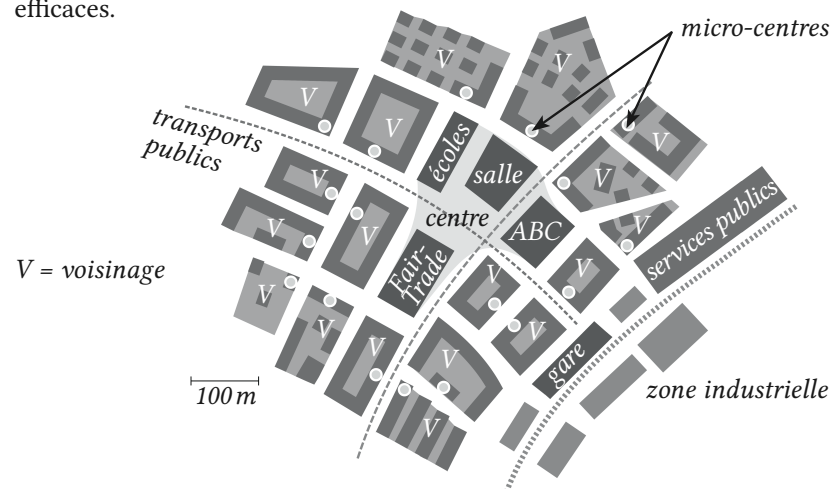 efficaces.
micro-centres
V
V
V
V
V
transports
publics
écoles
salle
V
V
V
centre
ABC
V
services publics
V
V
Fair-
Trade
V
V
V = voisinage
V
V
V
V
V
gare
100 m
zone industrielle
V